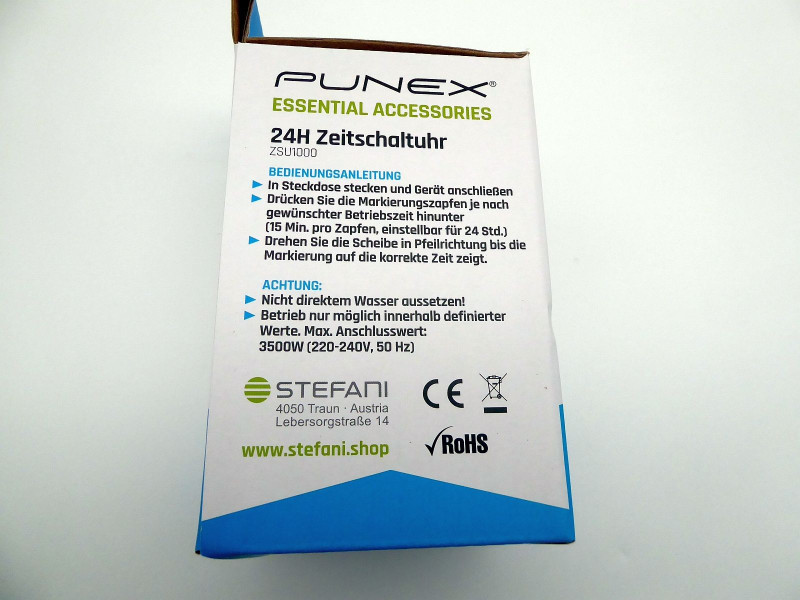 PUNEX®
ESSENTIAL ACCESSORIES
24H Zeitschaltuhr
ZSU1000
BEDIENUNGSANLEITUNG
In Steckdose stecken und Gerät anschließen
Drücken Sie die Markierungszapfen je nach
gewünschter Betriebszeit hinunter
(15 Min. pro Zapfen, einstellbar für 24 Std.)
Drehen Sie die Scheibe in Pfeilrichtung bis die
Markierung auf die korrekte Zeit zeigt.
ACHTUNG:
Nicht direktem Wasser aussetzen!
Betrieb nur möglich innerhalb definierter
Werte. Max. Anschlusswert:
3500W (220-240V, 50 Hz)
STEFANI
4050 Traun · Austria
Lebersorgstraße 14
www.stefani.shop
CE
RoHS